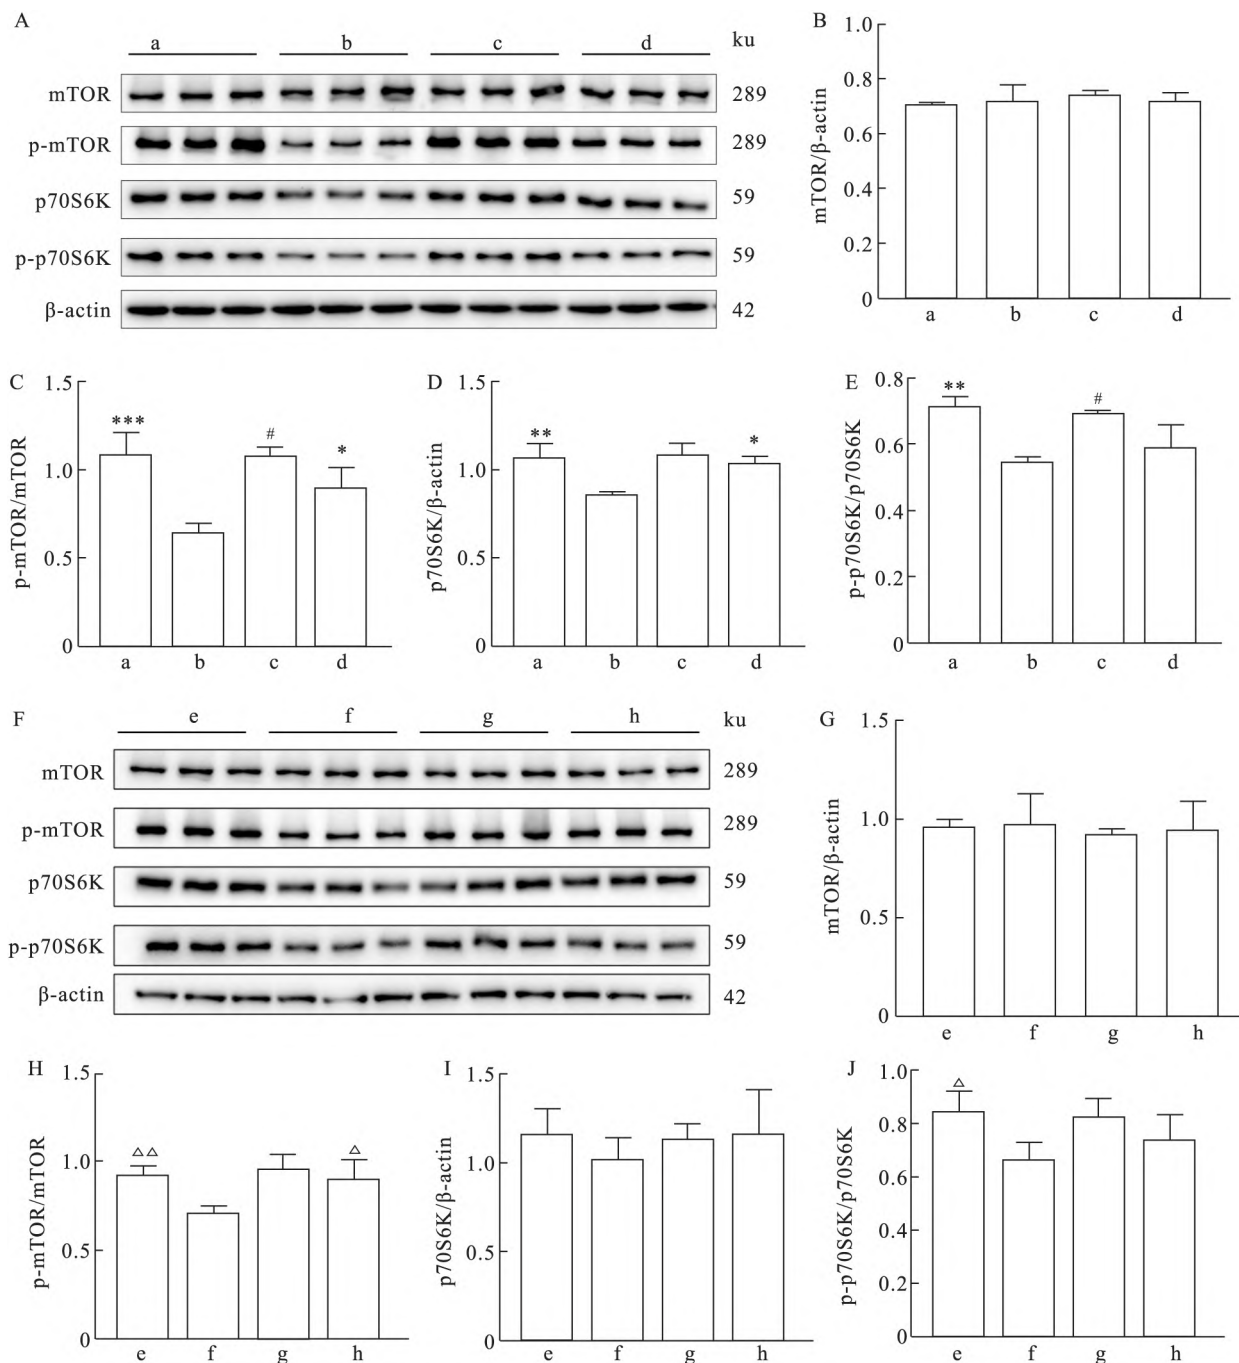 A
a b c d ku
mTOR 289
p-mTOR 289
p70S6K 59
p-p70S6K 59
β-actin 42
B
mTOR/β-actin
1.0
0.8
0.6
0.4
0.2
0
a b c d
C
p-mTOR/mTOR
1.5
1.0
0.5
0
*** # *
a b c d
D
p70S6K/β-actin
1.5
1.0
0.5
0
** *
a b c d
E
p-p70S6K/p70S6K
0.8
0.6
0.4
0.2
0
** #
a b c d
F
e f g h ku
mTOR 289
p-mTOR 289
p70S6K 59
p-p70S6K 59
β-actin 42
G
mTOR/β-actin
1.5
1.0
0.5
0
e f g h
H
p-mTOR/mTOR
1.5
1.0
0.5
0
△△ △
e f g h
I
p70S6K/β-actin
1.5
1.0
0.5
0
e f g h
J
p-p70S6K/p70S6K
1.0
0.8
0.6
0.4
0.2
0
△
e f g h